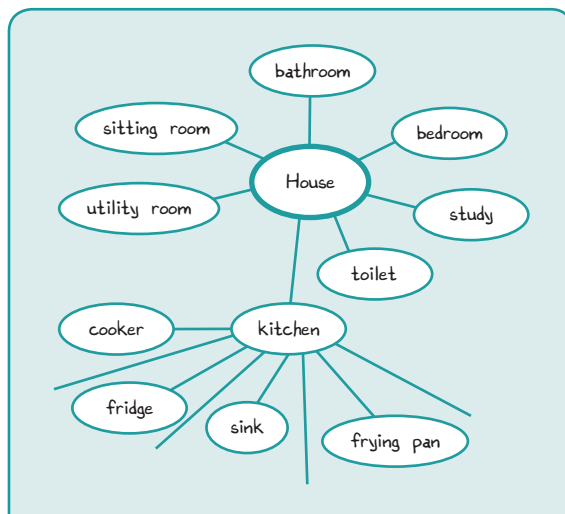 bathroom
sitting room
bedroom
House
utility room
study
toilet
cooker
kitchen
fridge
sink
frying pan